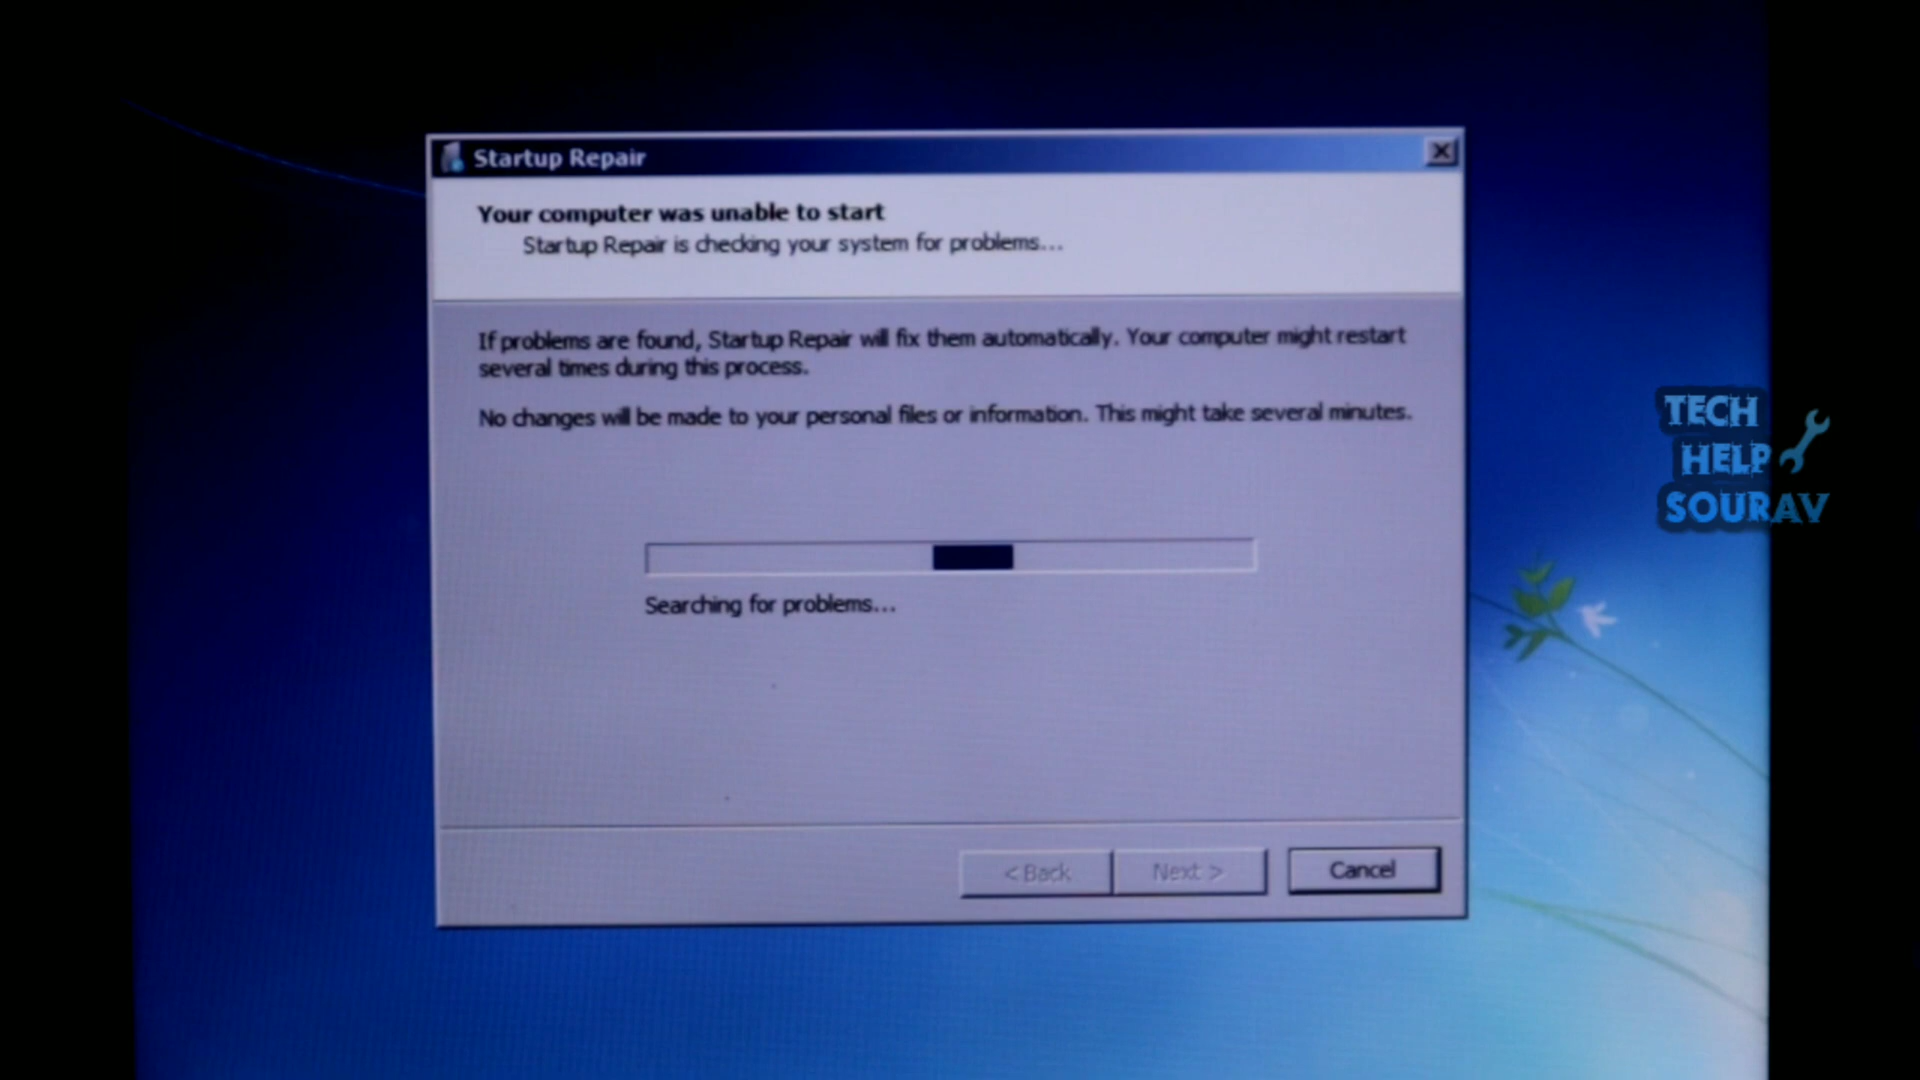 Startup Repair
Your computer was unable to start
Startup Repair is checking your system for problems...
If problems are found, Startup Repair will fix them automatically. Your computer might restart
several times during this process.
No changes will be made to your personal files or information. This might take several minutes.
Searching for problems...
< Back
Next >
Cancel
TECH
HELP
SOURAV